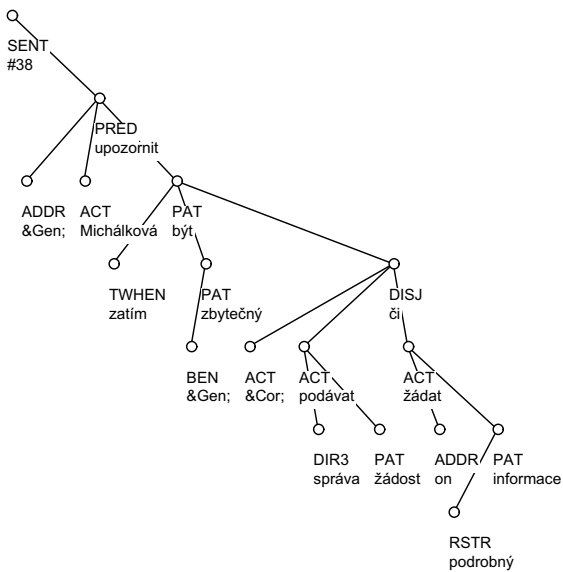 SENT
#38
PRED
upozornit
ADDR ACT PAT
&Gen; Michálková být
TWHEN PAT DISJ
zatím zbytečný či
BEN ACT ACT ACT
&Gen; &Cor; podávat žádat
DIR3 PAT ADDR PAT
správa žádost on informace
RSTR
podrobný